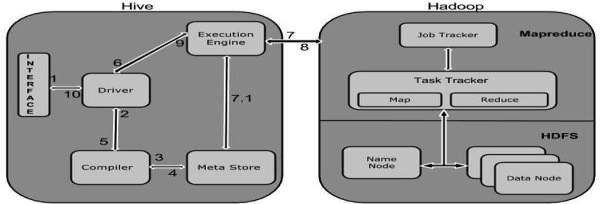 Hive
Hadoop
Execution
Engine
9
7
8
Job Tracker
Mapreduce
INTERFACE
1
10
6
Driver
2
7.1
Task Tracker
Map
Reduce
HDFS
5
Compiler
3
4
Meta Store
Name
Node
Data Node